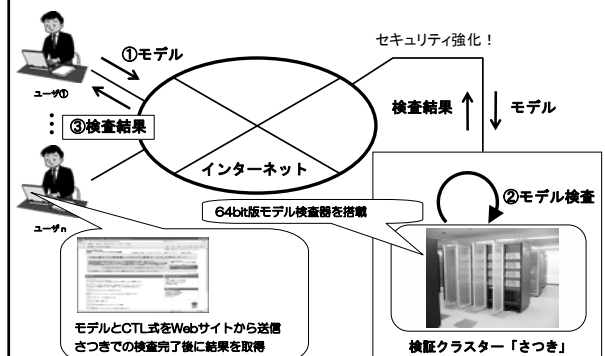 ①モデル
セキュリティ強化！
ユーザ①
③検査結果
検査結果
モデル
インターネット
②モデル検査
64bit版モデル検査器を搭載
ユーザn
モデルとCTL式をWebサイトから送信
さつきでの検査完了後に結果を取得
検証クラスター「さつき」